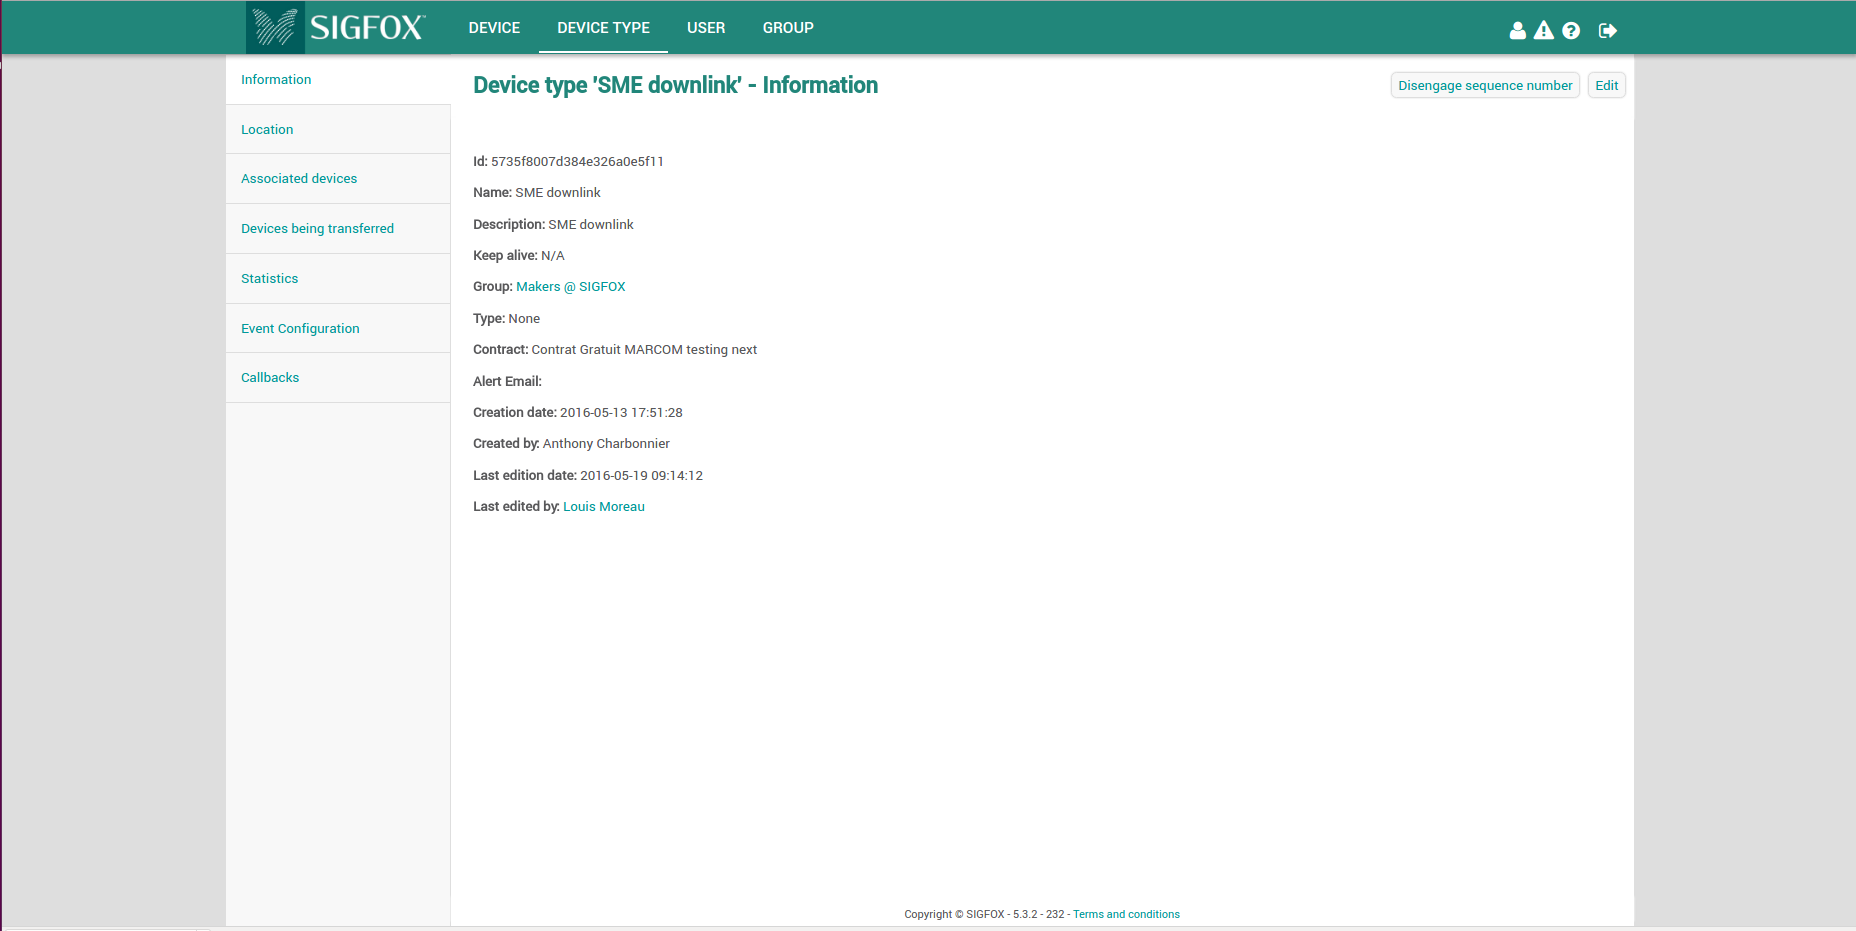 SIGFOX™
DEVICE
DEVICE TYPE
USER
GROUP
Information
Location
Associated devices
Devices being transferred
Statistics
Event Configuration
Callbacks
Device type 'SME downlink' - Information
Disengage sequence number
Edit
Id: 5735f8007d384e326a0e5f11
Name: SME downlink
Description: SME downlink
Keep alive: N/A
Group: Makers @ SIGFOX
Type: None
Contract: Contrat Gratuit MARCOM testing next
Alert Email:
Creation date: 2016-05-13 17:51:28
Created by: Anthony Charbonnier
Last edition date: 2016-05-19 09:14:12
Last edited by: Louis Moreau
Copyright © SIGFOX - 5.3.2 - 232 - Terms and conditions